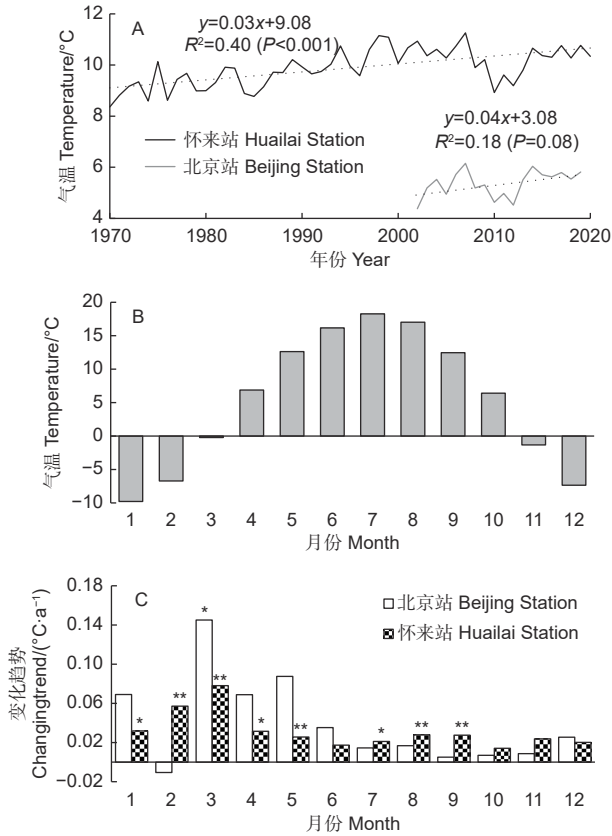 A
y=0.03x+9.08
R²=0.40 (P<0.001)
y=0.04x+3.08
R²=0.18 (P=0.08)
怀来站 Huailai Station
北京站 Beijing Station
气温 Temperature/°C
12
10
8
6
4
1970 1980 1990 2000 2010 2020
年份 Year
B
气温 Temperature/°C
20
15
10
5
0
−5
−10
1 2 3 4 5 6 7 8 9 10 11 12
月份 Month
C
北京站 Beijing Station
怀来站 Huailai Station
变化趋势
Changingtrend/(°C·a⁻¹)
0.18
0.14
0.10
0.06
0.02
−0.02
* ** * ** * ** * ** **
1 2 3 4 5 6 7 8 9 10 11 12
月份 Month